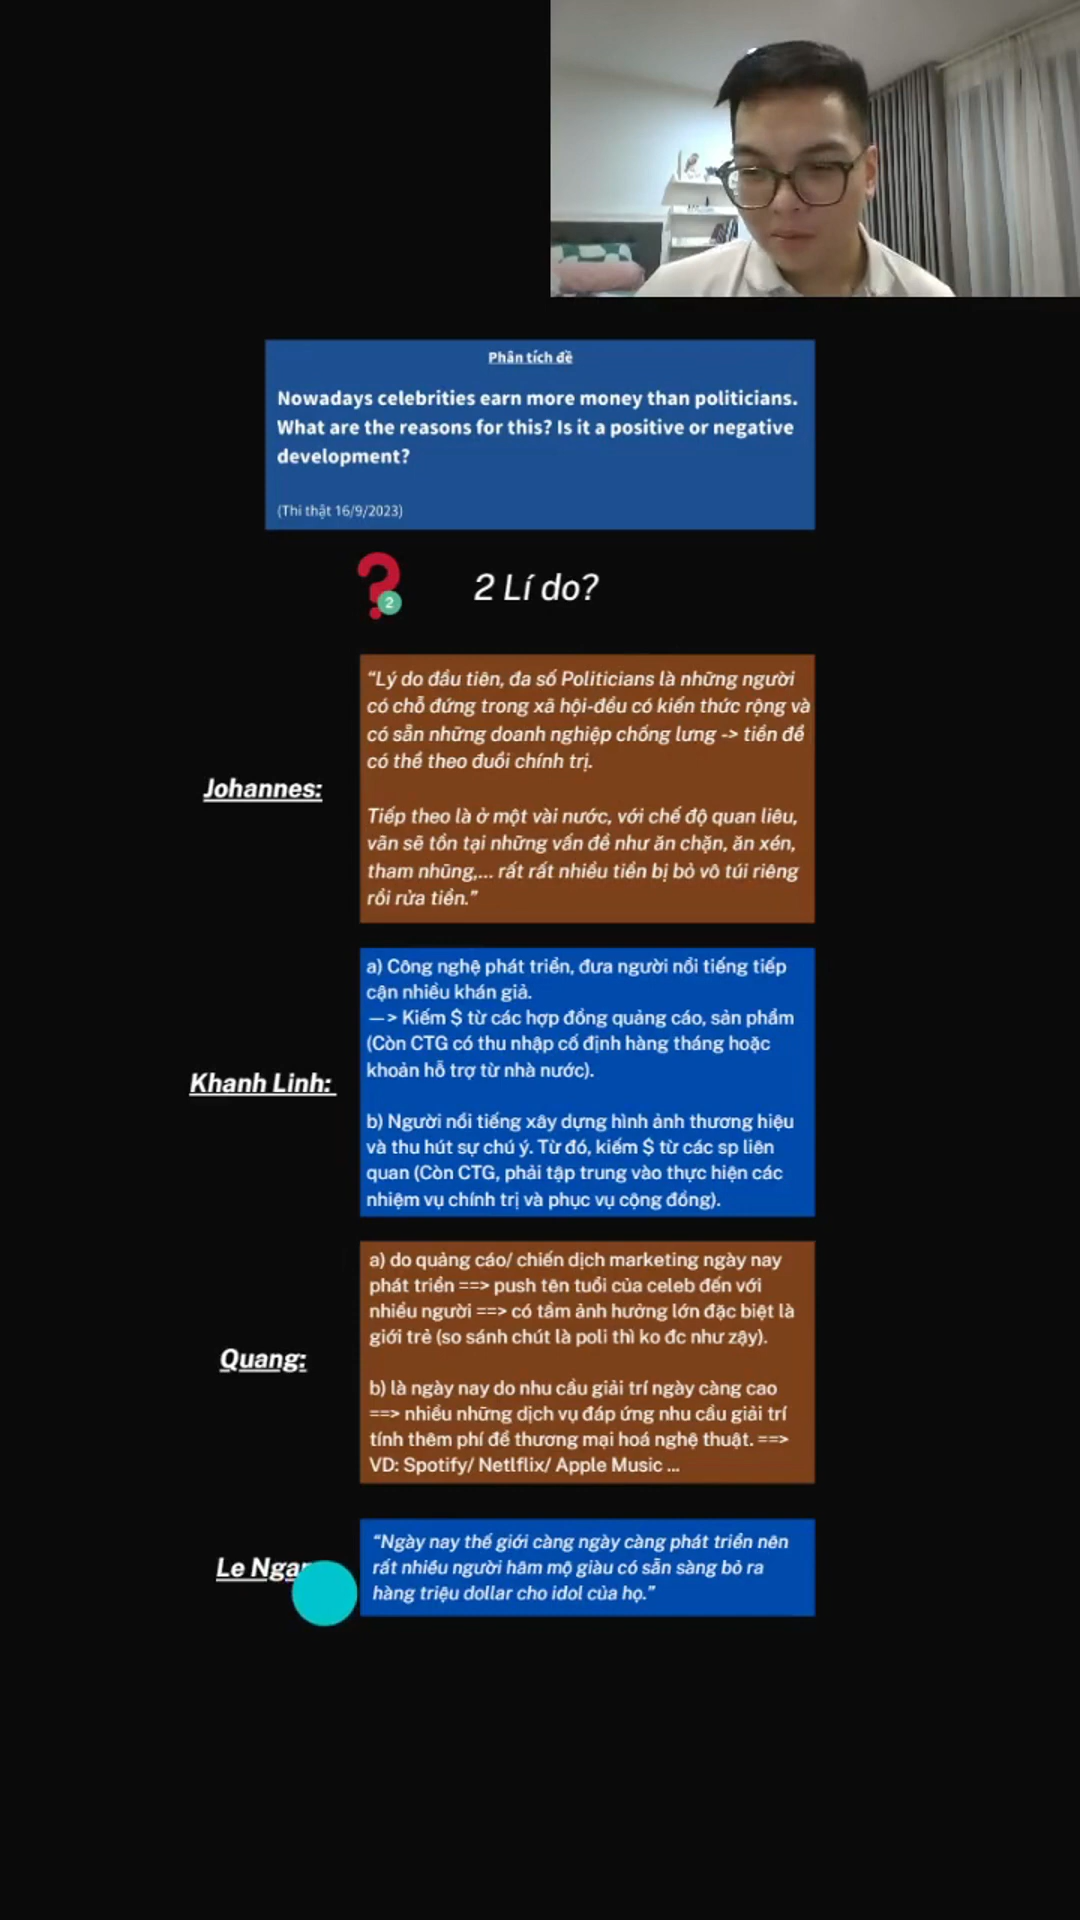 Phân tích đề
Nowadays celebrities earn more money than politicians.
What are the reasons for this? Is it a positive or negative
development?
(Thi thật 16/9/2023)
2
2 Lí do?
Johannes:
“Lý do đầu tiên, đa số Politicians là những người
có chỗ đứng trong xã hội-đều có kiến thức rộng và
có sẵn những doanh nghiệp chống lưng -> tiền đề
có thể theo đuổi chính trị.
Tiếp theo là ở một vài nước, với chế độ quan liêu,
vãn sẽ tồn tại những vấn đề như ăn chặn, ăn xén,
tham nhũng,... rất rất nhiều tiền bị bỏ vô túi riêng
rồi rửa tiền.”
Khanh Linh:
a) Công nghệ phát triển, đưa người nổi tiếng tiếp
cận nhiều khán giả.
—> Kiếm $ từ các hợp đồng quảng cáo, sản phẩm
(Còn CTG có thu nhập cố định hàng tháng hoặc
khoản hỗ trợ từ nhà nước).
b) Người nổi tiếng xây dựng hình ảnh thương hiệu
và thu hút sự chú ý. Từ đó, kiếm $ từ các sp liên
quan (Còn CTG, phải tập trung vào thực hiện các
nhiệm vụ chính trị và phục vụ cộng đồng).
Quang:
a) do quảng cáo/ chiến dịch marketing ngày nay
phát triển ==> push tên tuổi của celeb đến với
nhiều người ==> có tầm ảnh hưởng lớn đặc biệt là
giới trẻ (so sánh chút là poli thì ko đc như zậy).
b) là ngày nay do nhu cầu giải trí ngày càng cao
==> nhiều những dịch vụ đáp ứng nhu cầu giải trí
tính thêm phí để thương mại hoá nghệ thuật. ==>
VD: Spotify/ Netlflix/ Apple Music ...
Le
“Ngày nay thế giới càng ngày càng phát triển nên
rất nhiều người hâm mộ giàu có sẵn sàng bỏ ra
hàng triệu dollar cho idol của họ.”